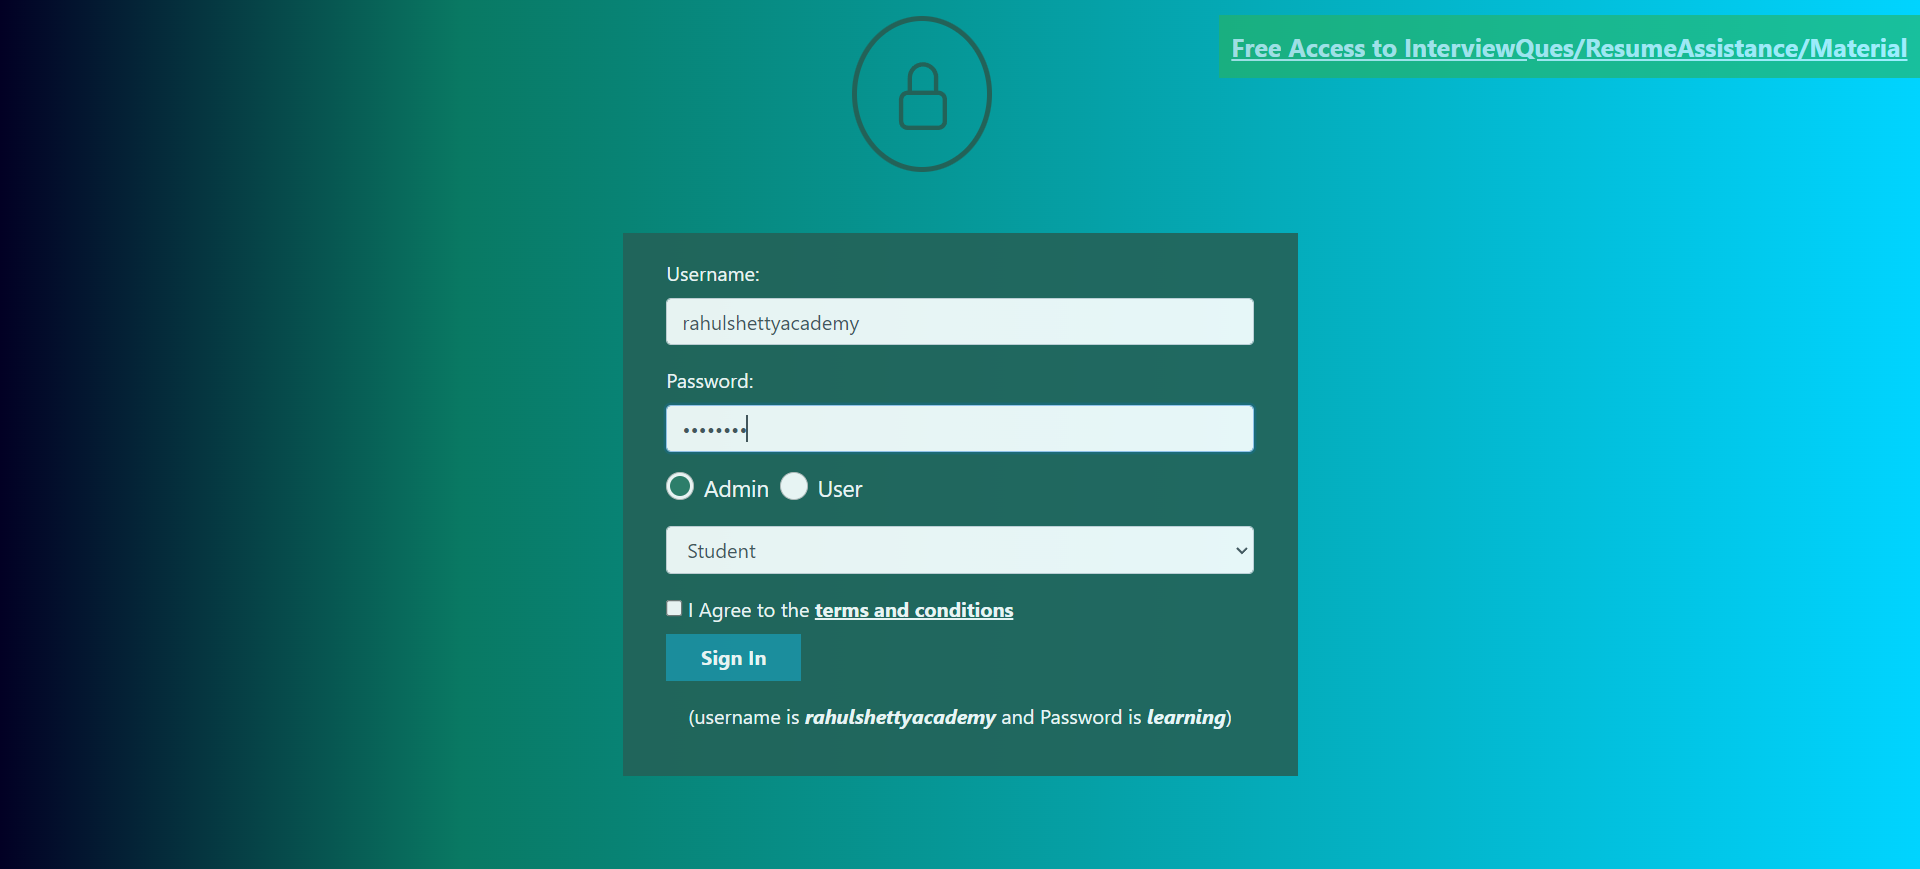 Free Access to InterviewQues/ResumeAssistance/Material
Username:
rahulshettyacademy
Password:
••••••••
Admin User
Student
I Agree to the terms and conditions
Sign In
(username is rahulshettyacademy and Password is learning)